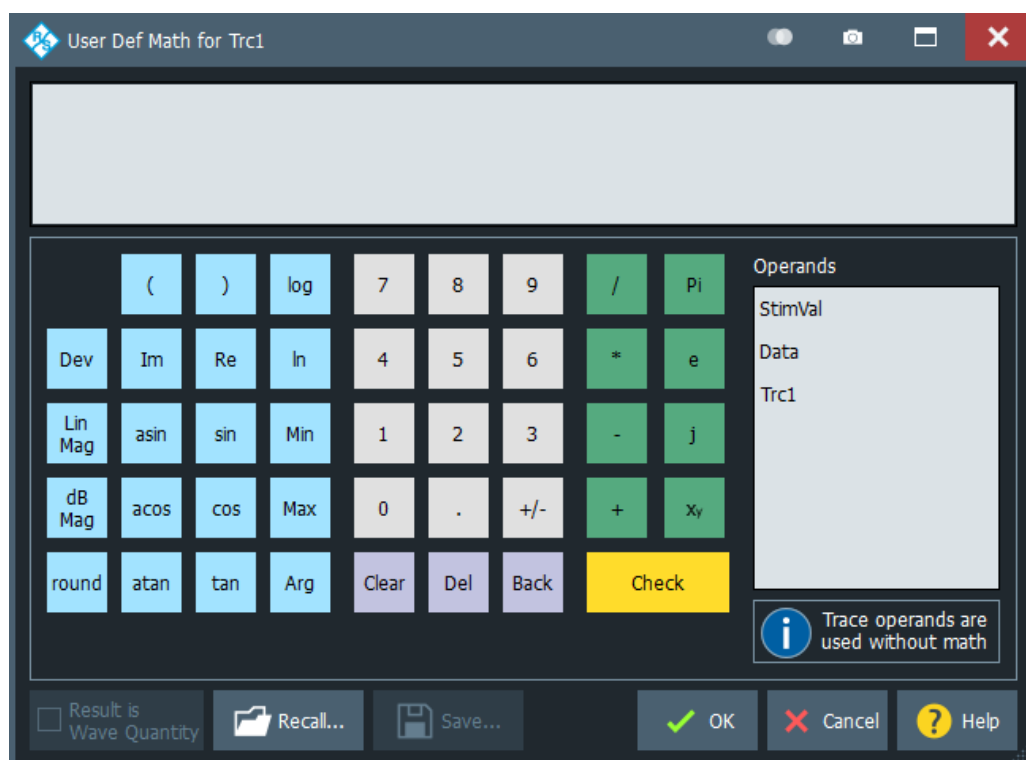 R/S User Def Math for Trc1
( ) log 7 8 9 / Pi
Dev Im Re ln 4 5 6 * e
Lin Mag asin sin Min 1 2 3 - j
dB Mag acos cos Max 0 . +/- + xy
round atan tan Arg Clear Del Back Check
Operands
StimVal
Data
Trc1
i Trace operands are
used without math
Result is
Wave Quantity
Recall...
Save...
OK
Cancel
? Help